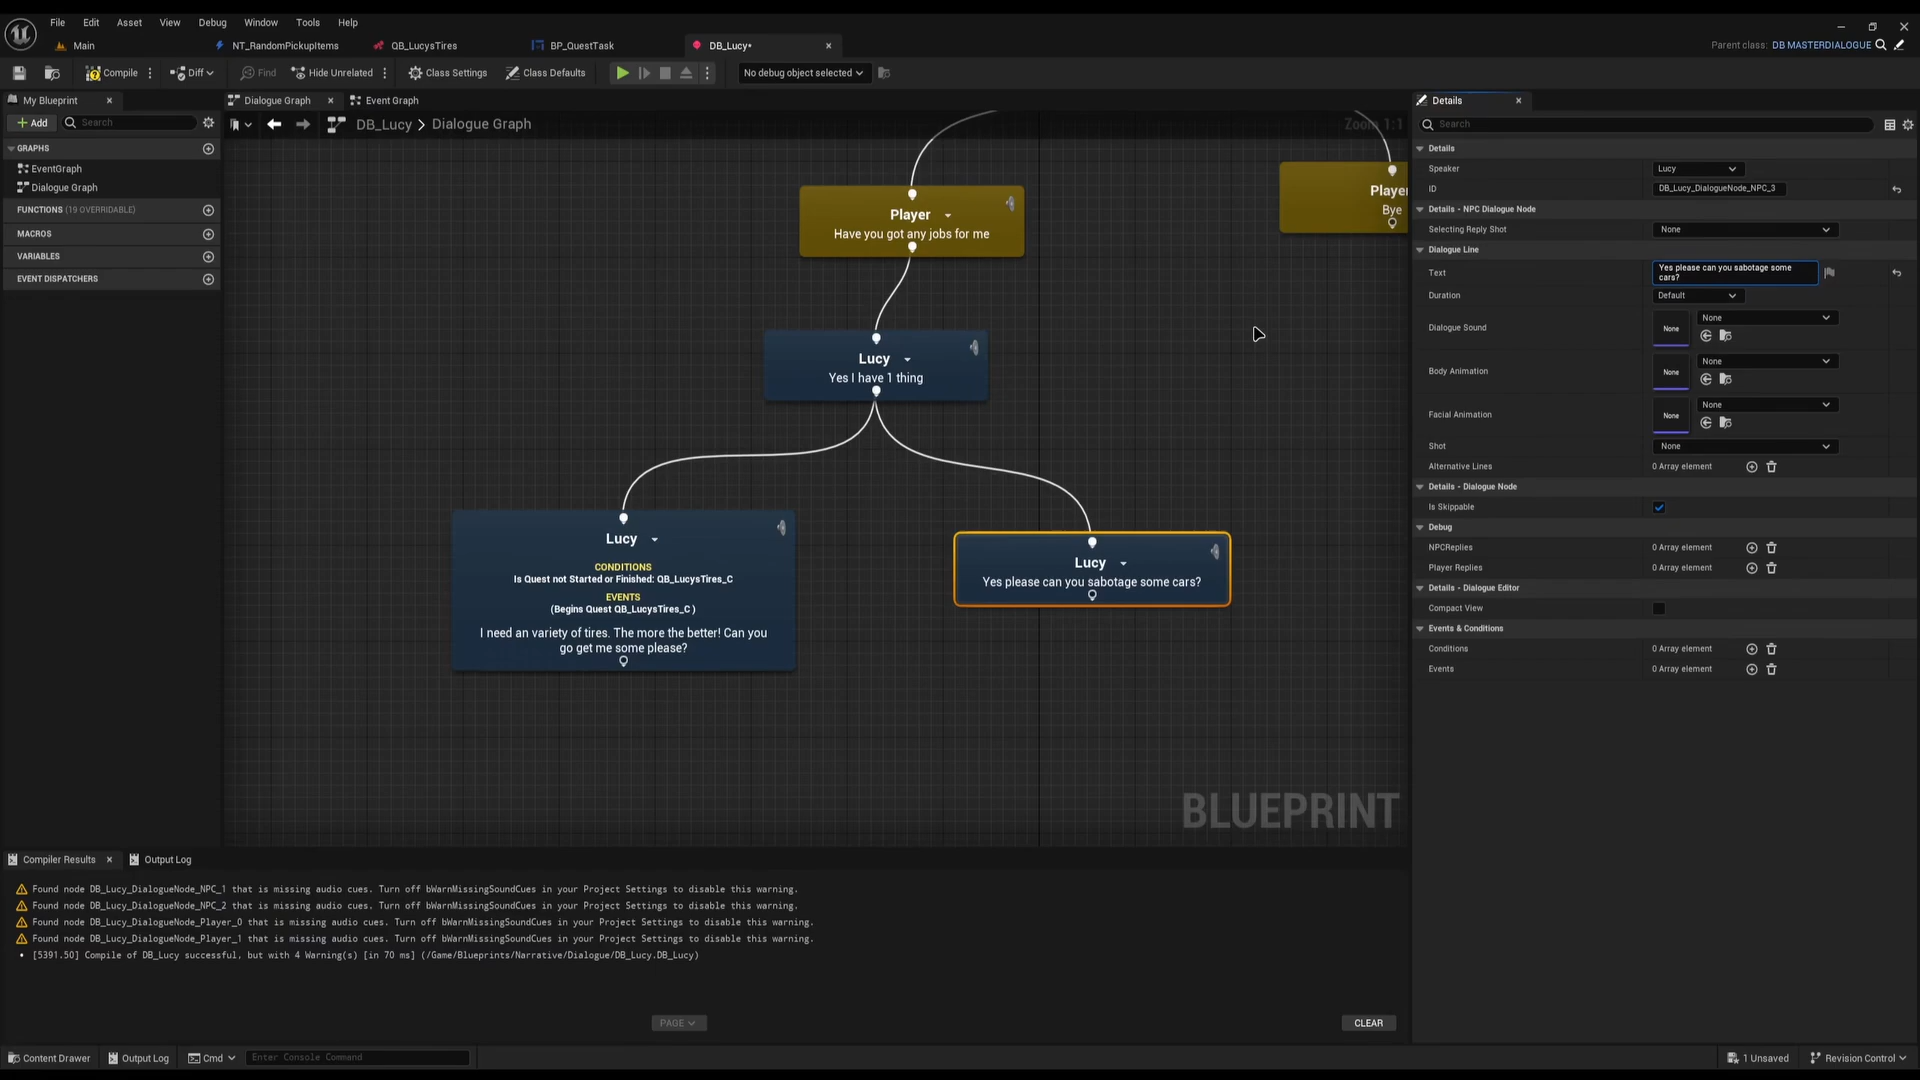 File Edit Asset View Debug Window Tools Help
Main NT_RandomPickupItems QB_LucysTires BP_QuestTask DB_Lucy*
Parent class: DB MASTERDIALOGUE
Compile Diff Find Hide Unrelated Class Settings Class Defaults No debug object selected
My Blueprint
Add Search
GRAPHS
EventGraph
Dialogue Graph
FUNCTIONS (19 OVERRIDABLE)
MACROS
VARIABLES
EVENT DISPATCHERS
Dialogue Graph Event Graph
DB_Lucy > Dialogue Graph
Zoom 1:1
Player
Have you got any jobs for me
Player
Bye
Lucy
Yes I have 1 thing
Lucy
CONDITIONS
Is Quest not Started or Finished: QB_LucysTires_C
EVENTS
(Begins Quest QB_LucysTires_C )
I need an variety of tires. The more the better! Can you
go get me some please?
Lucy
Yes please can you sabotage some cars?
BLUEPRINT
Details
Search
Details
Speaker Lucy
ID DB_Lucy_DialogueNode_NPC_3
Details - NPC Dialogue Node
Selecting Reply Shot None
Dialogue Line
Text Yes please can you sabotage some
cars?
Duration Default
Dialogue Sound None None
Body Animation None None
Facial Animation None None
Shot None
Alternative Lines 0 Array element
Details - Dialogue Node
Is Skippable
Debug
NPCReplies 0 Array element
Player Replies 0 Array element
Details - Dialogue Editor
Compact View
Events & Conditions
Conditions 0 Array element
Events 0 Array element
Compiler Results Output Log
Found node DB_Lucy_DialogueNode_NPC_1 that is missing audio cues. Turn off bWarnMissingSoundCues in your Project Settings to disable this warning.
Found node DB_Lucy_DialogueNode_NPC_2 that is missing audio cues. Turn off bWarnMissingSoundCues in your Project Settings to disable this warning.
Found node DB_Lucy_DialogueNode_Player_0 that is missing audio cues. Turn off bWarnMissingSoundCues in your Project Settings to disable this warning.
Found node DB_Lucy_DialogueNode_Player_1 that is missing audio cues. Turn off bWarnMissingSoundCues in your Project Settings to disable this warning.
[5391.50] Compile of DB_Lucy successful, but with 4 Warning(s) [in 70 ms] (/Game/Blueprints/Narrative/Dialogue/DB_Lucy.DB_Lucy)
PAGE
CLEAR
Content Drawer Output Log Cmd Enter Console Command 1 Unsaved Revision Control